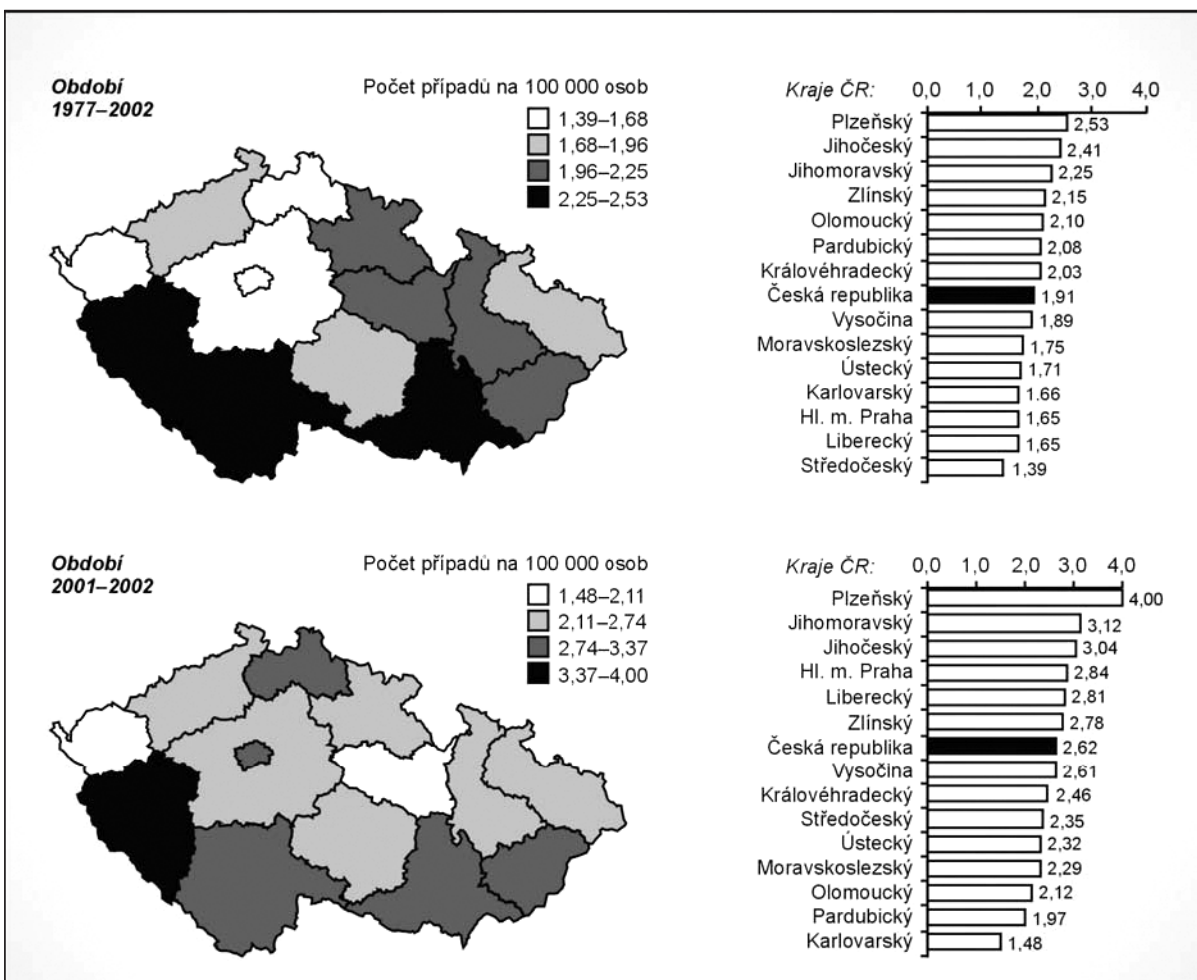 Období
1977–2002
Počet případů na 100 000 osob
1,39–1,68
1,68–1,96
1,96–2,25
2,25–2,53
Kraje ČR:
0,0 1,0 2,0 3,0 4,0
Plzeňský 2,53
Jihočeský 2,41
Jihomoravský 2,25
Zlínský 2,15
Olomoucký 2,10
Pardubický 2,08
Královéhradecký 2,03
Česká republika 1,91
Vysočina 1,89
Moravskoslezský 1,75
Ústecký 1,71
Karlovarský 1.66
Hl. m. Praha 1,65
Liberecký 1,65
Středočeský 1,39
Období
2001–2002
Počet případů na 100 000 osob
1,48–2,11
2,11–2,74
2,74–3,37
3,37–4,00
Kraje ČR:
0,0 1,0 2,0 3,0 4,0
Plzeňský 4,00
Jihomoravský 3,12
Jihočeský 3,04
Hl. m. Praha 2,84
Liberecký 2,81
Zlínský 2,78
Česká republika 2,62
Vysočina 2,61
Královéhradecký 2,46
Středočeský 2,35
Ústecký 2,32
Moravskoslezský 2,29
Olomoucký 2,12
Pardubický 1,97
Karlovarský 1,48